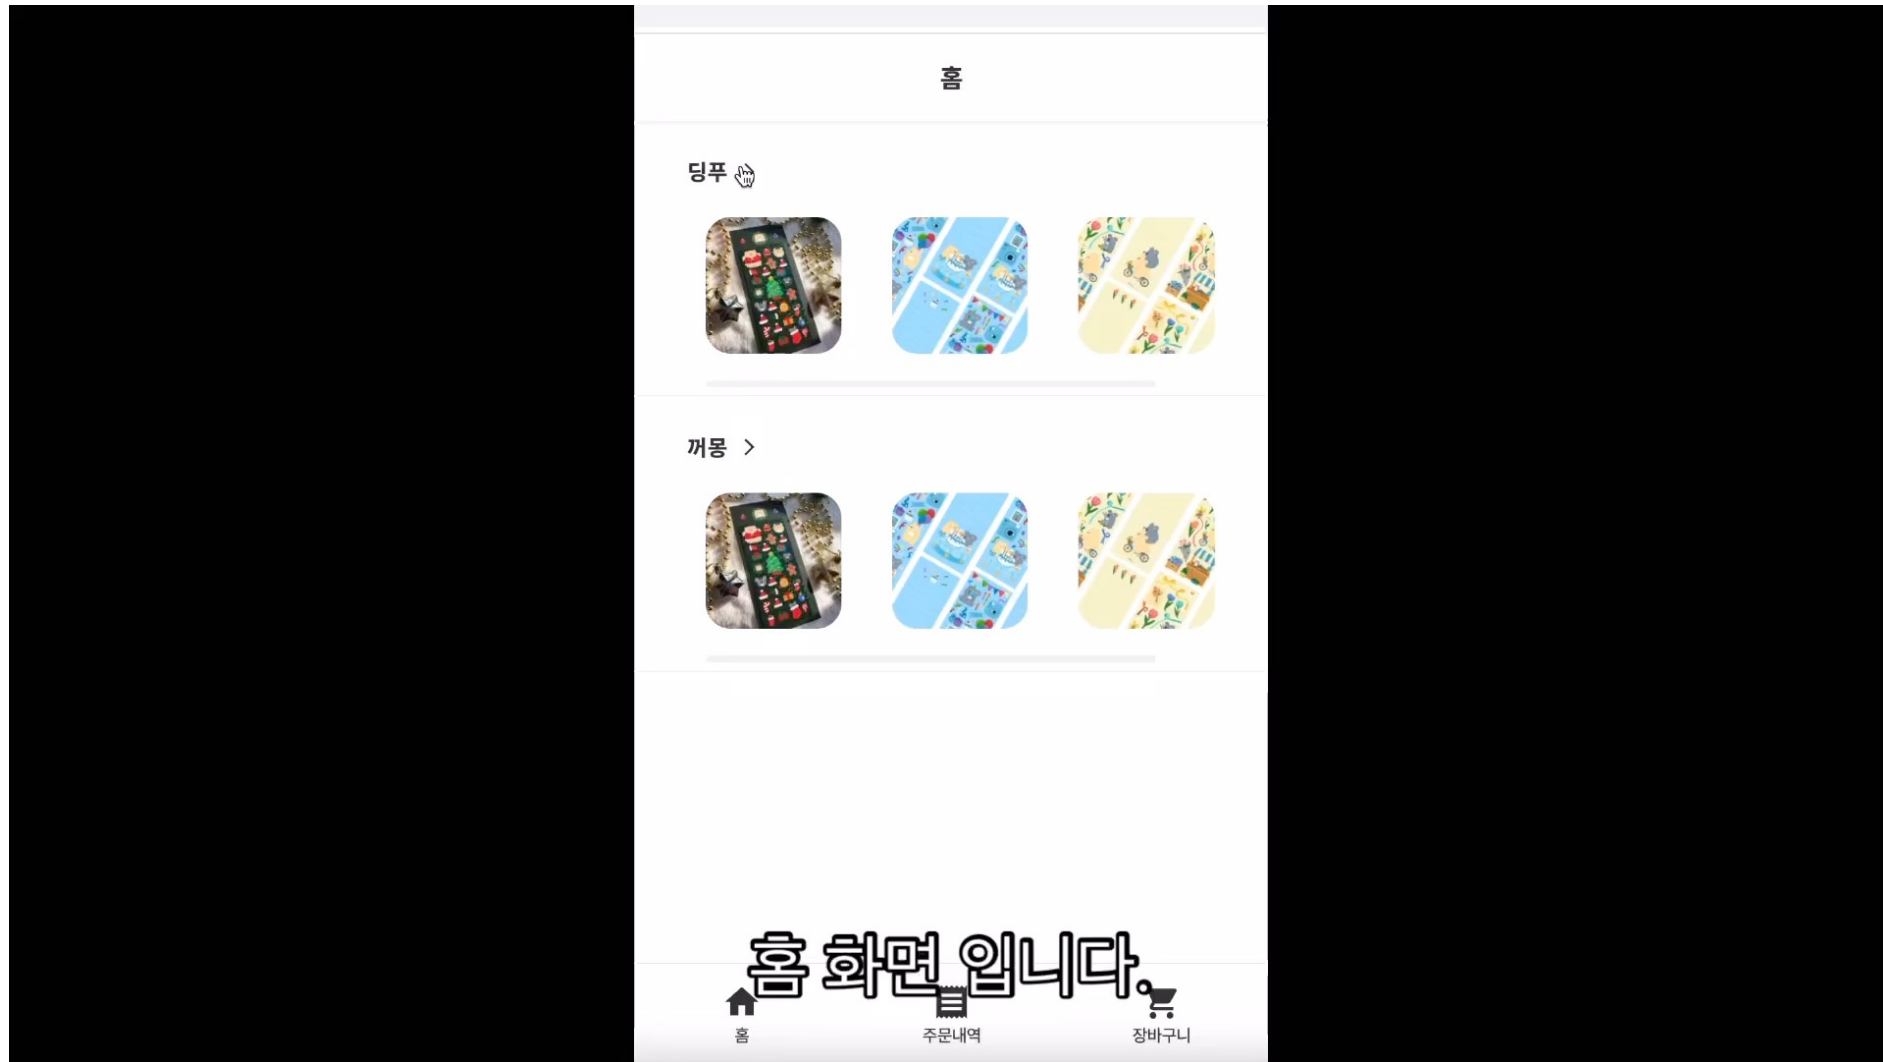 홈
딩푸
꺼몽 >
홈 화면 입니다.
홈
주문내역
장바구니